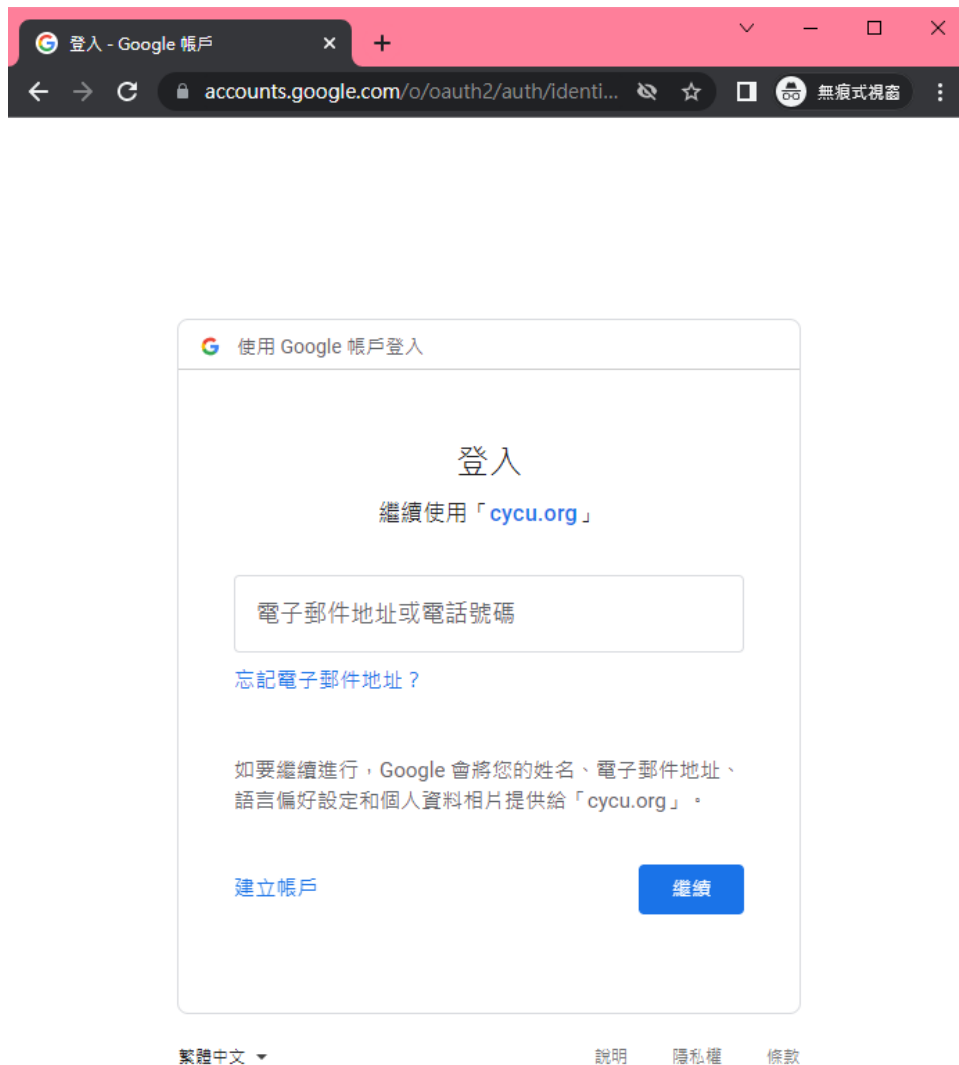 登入 - Google 帳戶
accounts.google.com/o/oauth2/auth/identi...
無痕式視窗
使用 Google 帳戶登入
登入
繼續使用「cycu.org」
電子郵件地址或電話號碼
忘記電子郵件地址？
如要繼續進行，Google 會將您的姓名、電子郵件地址、
語言偏好設定和個人資料相片提供給「cycu.org」。
建立帳戶
繼續
繁體中文
說明 隱私權 條款